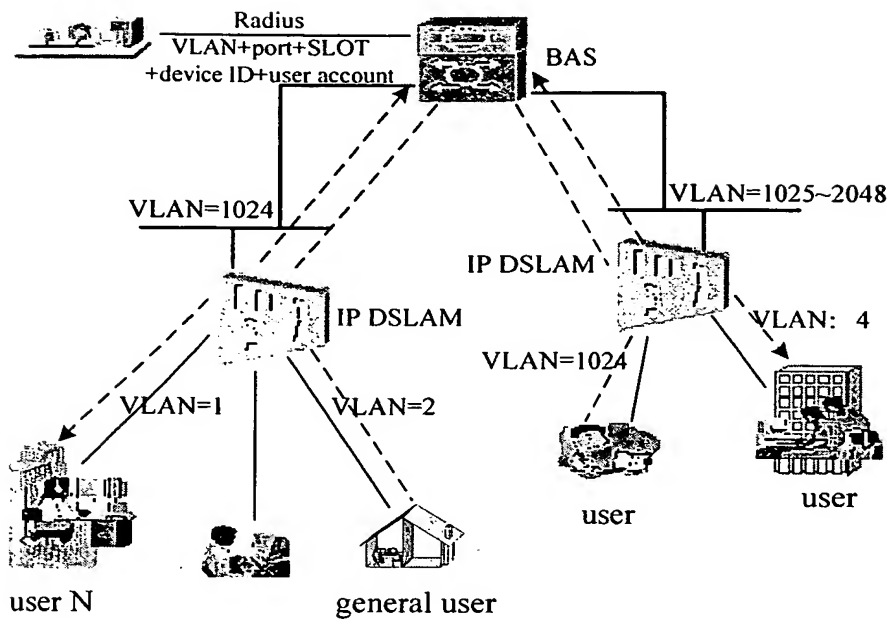 Radius
VLAN+port+SLOT
+device ID+user account
BAS
VLAN=1024
VLAN=1025~2048
IP DSLAM
IP DSLAM
VLAN: 4
VLAN=1024
VLAN=1
VLAN=2
user
user
user N
general user